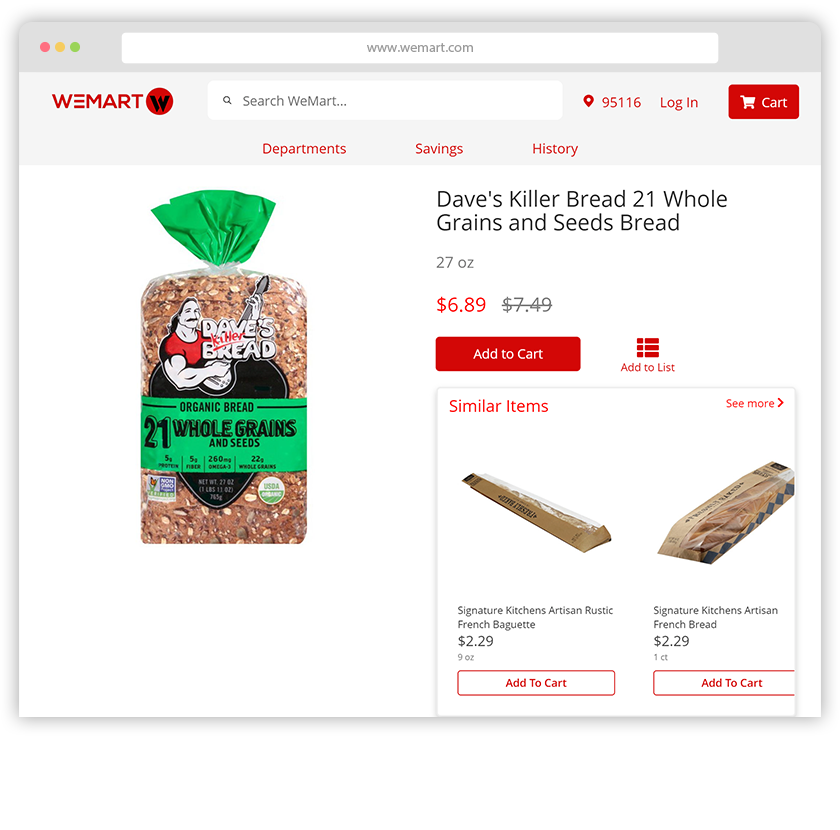 www.wemart.com
WEMART W
Search WeMart...
95116
Log In
Cart
Departments
Savings
History
Dave's Killer Bread 21 Whole
Grains and Seeds Bread
27 oz
$6.89 $7.49
Add to Cart
Add to List
DAVE'S
Killer
BREAD
ORGANIC BREAD
21 WHOLE GRAINS
AND SEEDS
5g PROTEIN
5g FIBER
260mg OMEGA-3
22g WHOLE GRAINS
NON
GMO
NET WT. 27 OZ
(1 LB 11 OZ)
765g
USDA
ORGANIC
Similar Items
See more
Signature Kitchens Artisan Rustic
French Baguette
$2.29
9 oz
Add To Cart
Signature Kitchens Artisan
French Bread
$2.29
1 ct
Add To Cart